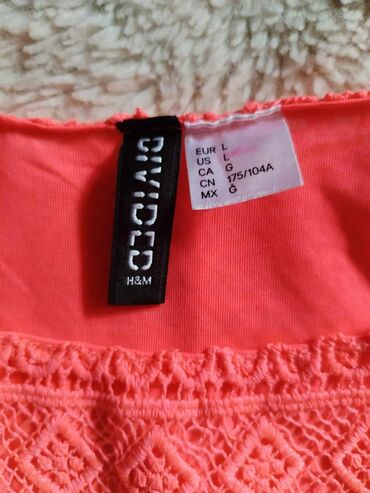 DIVIDED
H&M
EUR L
US L
CA G
CN 175/104A
MX G